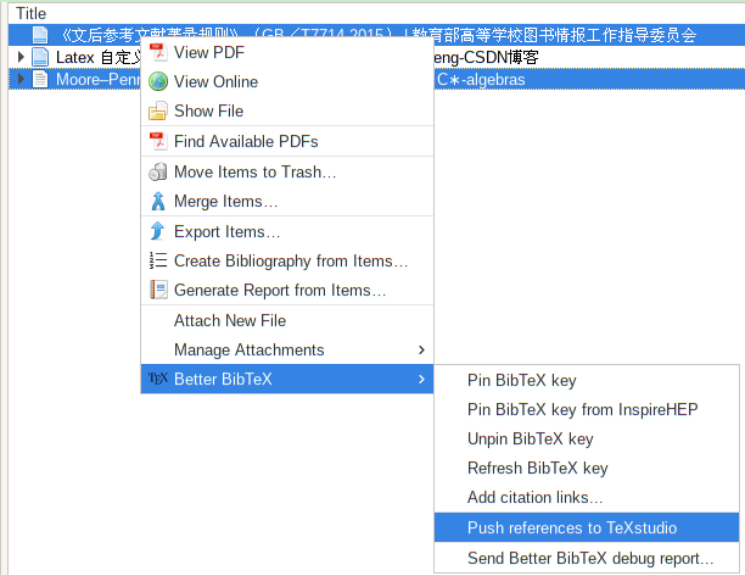 Title
《文后参考文献著录规则》（GB／T7714 2015）|教育部高等学校图书情报工作指导委员会
Latex 自定义
eng-CSDN博客
Moore–Penr
C∗-algebras
View PDF
View Online
Show File
Find Available PDFs
Move Items to Trash…
Merge Items…
Export Items…
Create Bibliography from Items…
Generate Report from Items…
Attach New File
Manage Attachments
TEX Better BibTeX
Pin BibTeX key
Pin BibTeX key from InspireHEP
Unpin BibTeX key
Refresh BibTeX key
Add citation links…
Push references to TeXstudio
Send Better BibTeX debug report…